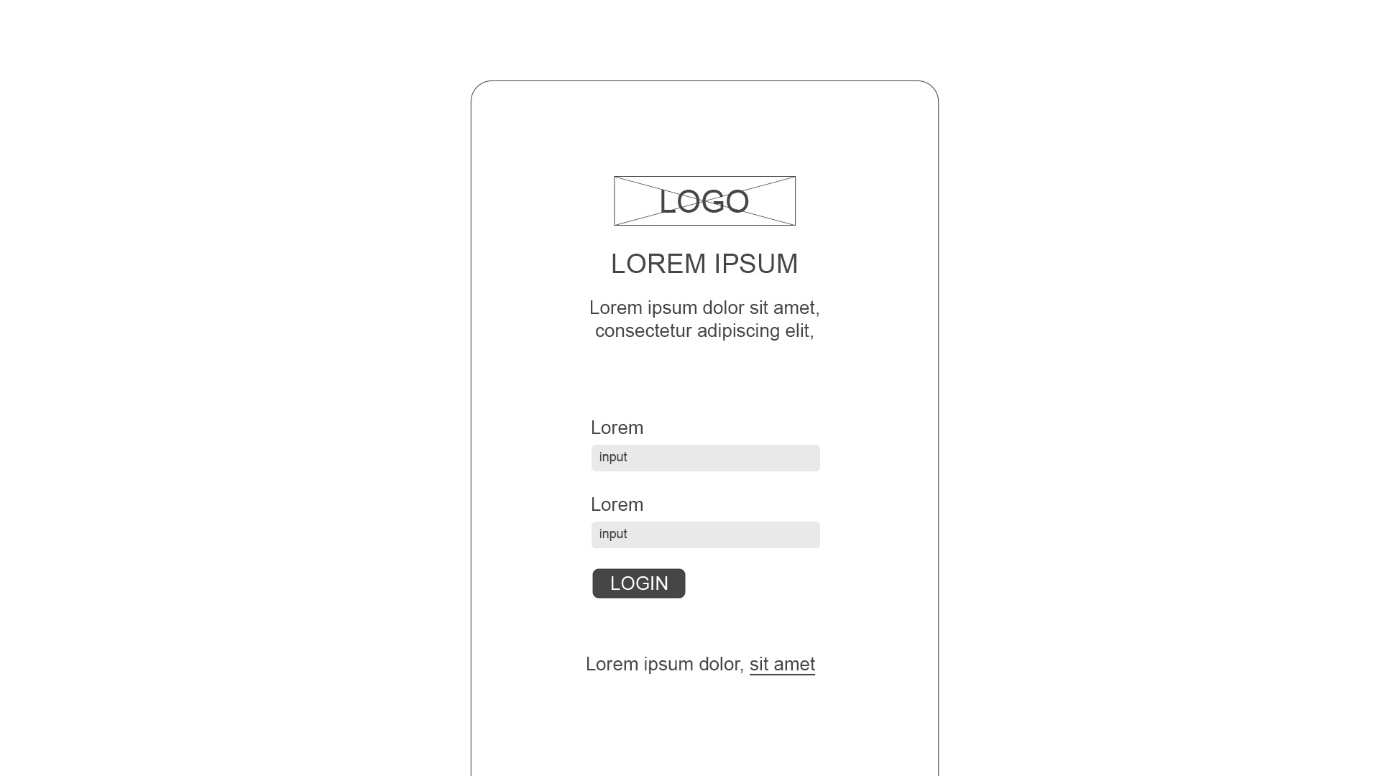 LOGO
LOREM IPSUM
Lorem ipsum dolor sit amet,
consectetur adipiscing elit,
Lorem
input
Lorem
input
LOGIN
Lorem ipsum dolor, sit amet